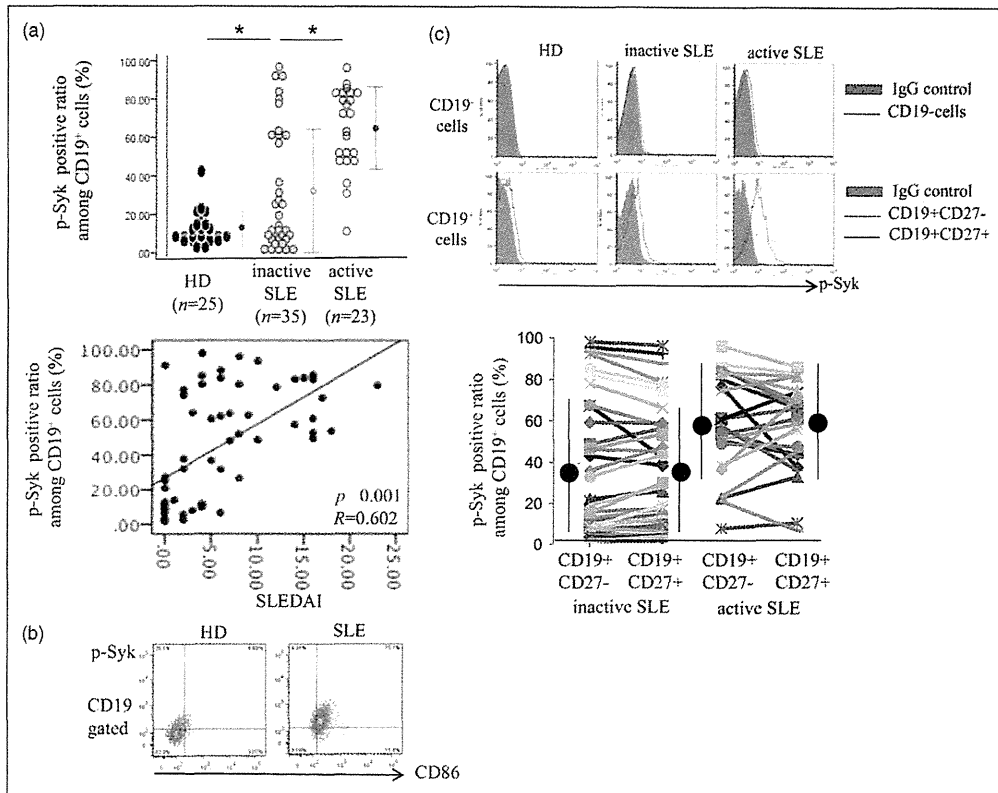 (a)
* *
p-Syk positive ratio
among CD19+ cells (%)
100.00
80.00
60.00
40.00
20.00
.00
HD
(n=25)
inactive
SLE
(n=35)
active
SLE
(n=23)
p-Syk positive ratio
among CD19+ cells (%)
100.00
80.00
60.00
40.00
20.00
.00
p 0.001
R=0.602
.00
5.00
10.00
15.00
20.00
25.00
SLEDAI
(b)
HD
SLE
p-Syk
CD19
gated
CD86
(c)
HD
inactive SLE
active SLE
CD19-
cells
IgG control
CD19-cells
CD19+
cells
IgG control
CD19+CD27-
CD19+CD27+
p-Syk
p-Syk positive ratio
among CD19+ cells (%)
100
80
60
40
20
0
CD19+
CD27-
CD19+
CD27+
inactive SLE
CD19+
CD27-
CD19+
CD27+
active SLE